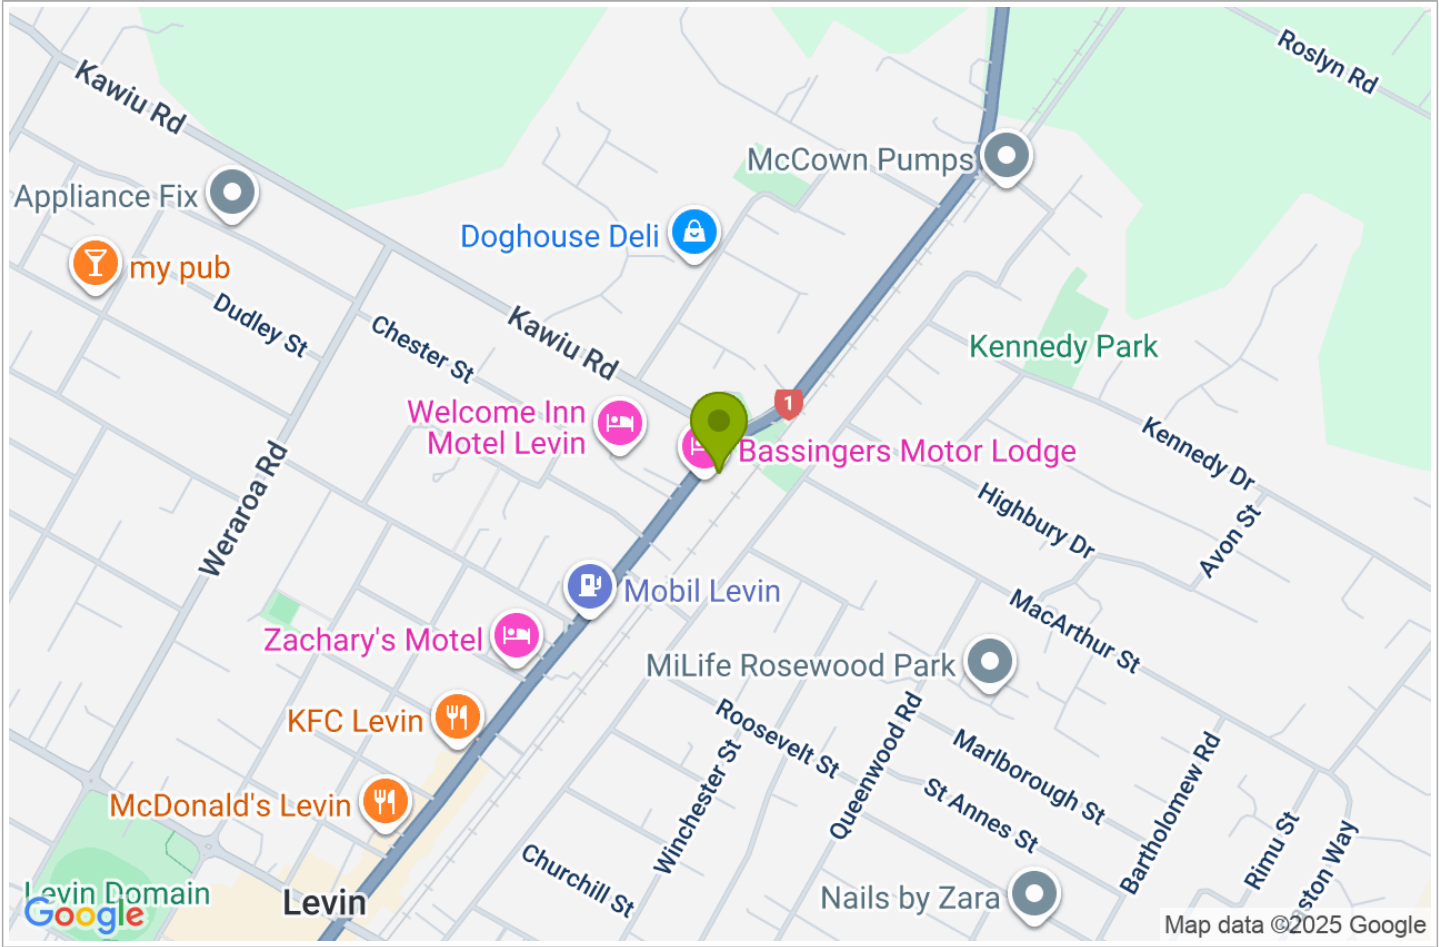 Roslyn Rd
Kawiu Rd
McCown Pumps
Appliance Fix
Doghouse Deli
my pub
Dudley St
Chester St
Kawiu Rd
Kennedy Park
1
Welcome Inn
Motel Levin
Bassingers Motor Lodge
Kennedy Dr
Weraroa Rd
Highbury Dr
Avon St
Mobil Levin
Zachary's Motel
MacArthur St
MiLife Rosewood Park
KFC Levin
Roosevelt St
Queenwood Rd
Marlborough St
Winchester St
Bartholomew Rd
McDonald's Levin
St Annes St
Rimu St
Churchill St
Levin Domain
Levin
Nails by Zara
ston Way
Google
Map data ©2025 Google